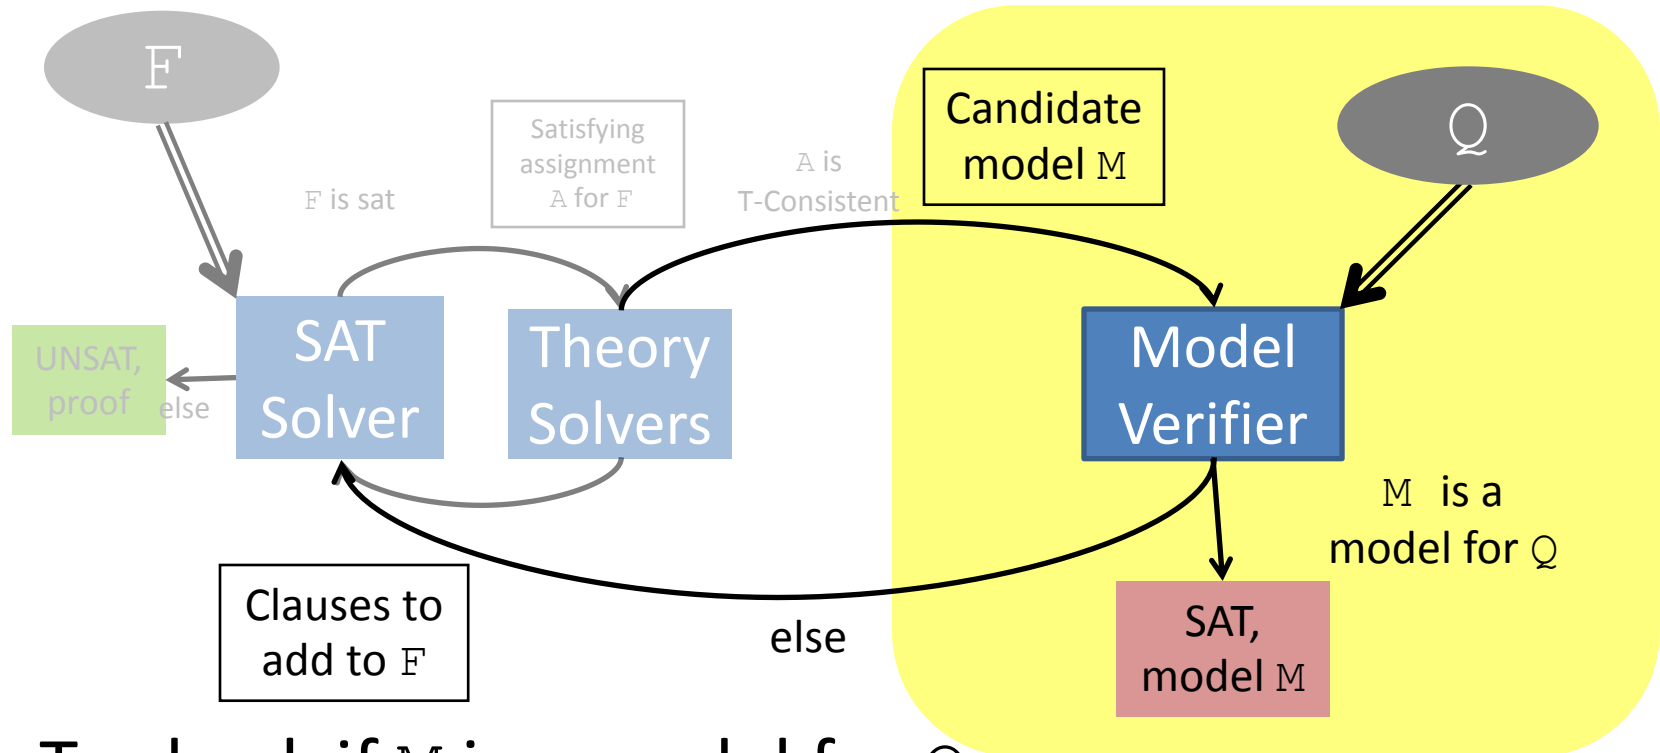 F
Q
Candidate
model M
Satisfying
assignment
A for F
A is
T-Consistent
F is sat
SAT
Solver
Theory
Solvers
Model
Verifier
UNSAT,
proof
else
M is a
model for Q
Clauses to
add to F
else
SAT,
model M